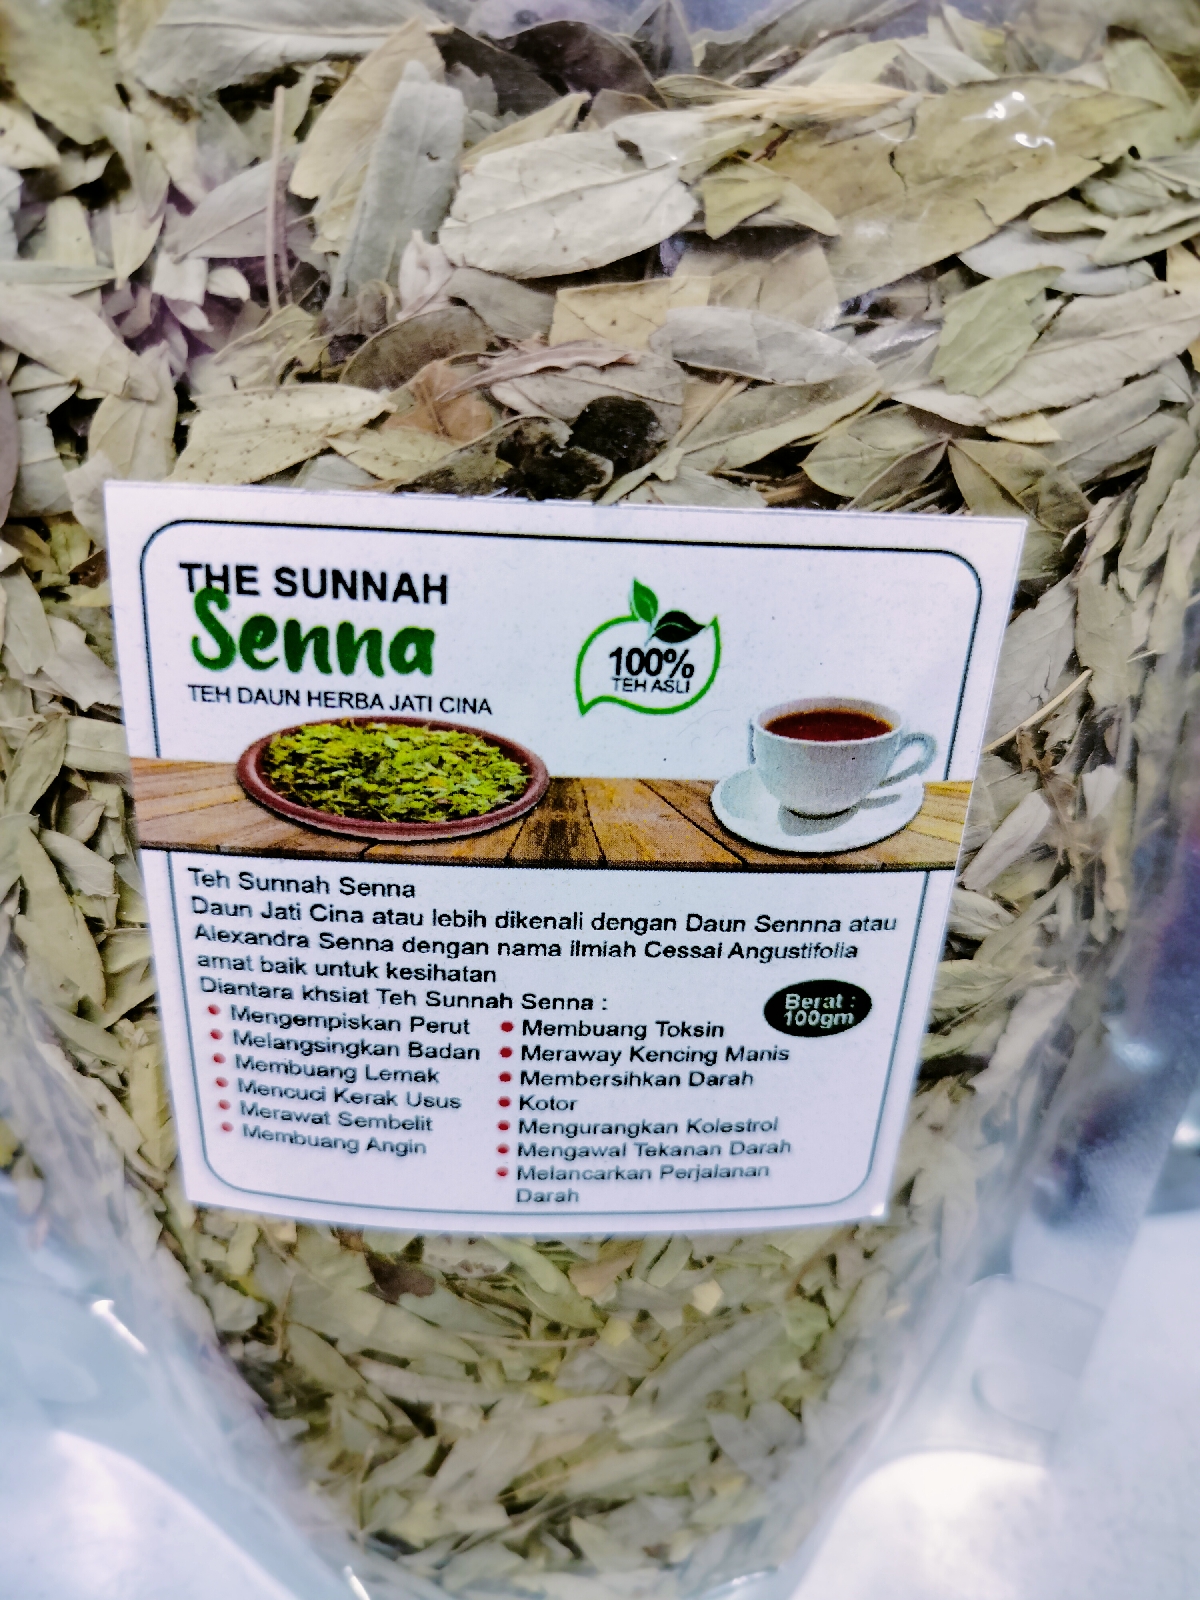 THE SUNNAH
Senna
TEH DAUN HERBA JATI CINA
100%
TEH ASLI
Teh Sunnah Senna
Daun Jati Cina atau lebih dikenali dengan Daun Sennna atau
Alexandra Senna dengan nama ilmiah Cessai Angustifolia
amat baik untuk kesihatan
Diantara khsiat Teh Sunnah Senna :
Berat :
100gm
Mengempiskan Perut
Melangsingkan Badan
Membuang Lemak
Mencuci Kerak Usus
Merawat Sembelit
Membuang Angin
Membuang Toksin
Meraway Kencing Manis
Membersihkan Darah
Kotor
Mengurangkan Kolestrol
Mengawal Tekanan Darah
Melancarkan Perjalanan
Darah